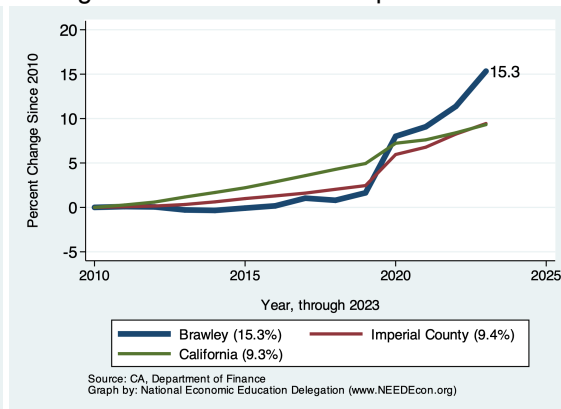 20
15
10
5
0
-5
Percent Change Since 2010
15.3
2010 2015 2020 2025
Year, through 2023
Brawley (15.3%) Imperial County (9.4%)
California (9.3%)
Source: CA, Department of Finance
Graph by: National Economic Education Delegation (www.NEEDEcon.org)